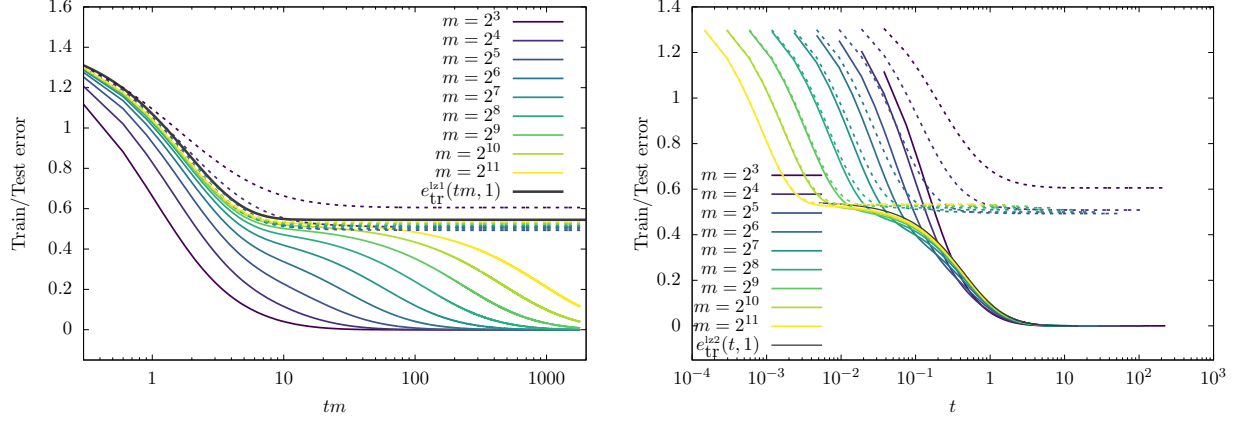 1.6
1.4
1.2
1
0.8
0.6
0.4
0.2
0
Train/Test error
1
10
100
1000
tm
m = 2^3
m = 2^4
m = 2^5
m = 2^6
m = 2^7
m = 2^8
m = 2^9
m = 2^10
m = 2^11
e_tr^lz1(tm, 1)
1.4
1.2
1
0.8
0.6
0.4
0.2
0
Train/Test error
10^−4
10^−3
10^−2
10^−1
1
10
10^2
10^3
t
m = 2^3
m = 2^4
m = 2^5
m = 2^6
m = 2^7
m = 2^8
m = 2^9
m = 2^10
m = 2^11
e_tr^lz2(t, 1)